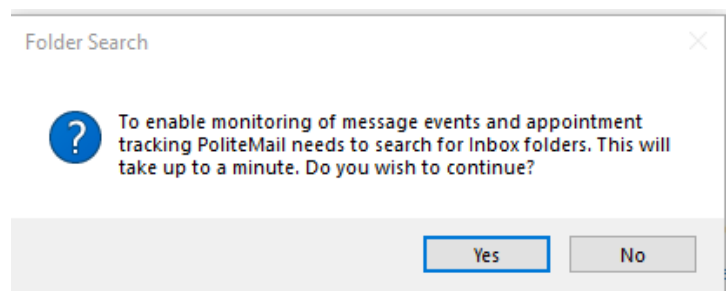 Folder Search
To enable monitoring of message events and appointment
tracking PoliteMail needs to search for Inbox folders. This will
take up to a minute. Do you wish to continue?
Yes
No